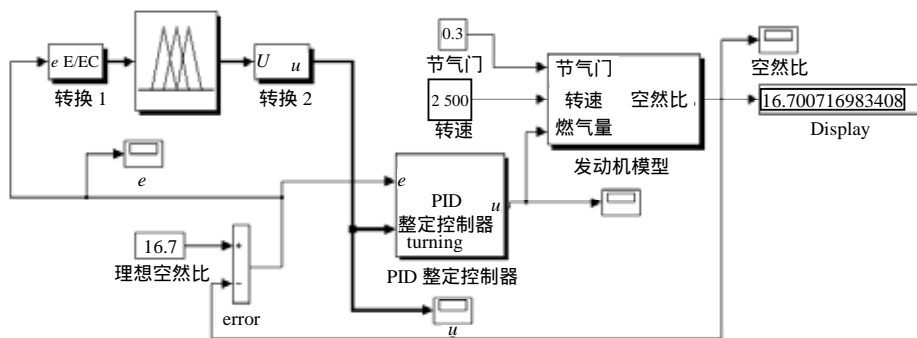 e E/EC
转换 1
U u
转换 2
0.3
节气门
2 500
转速
节气门
转速 空然比
燃气量
发动机模型
空然比
16.700716983408
Display
e
e
PID u
整定控制器
turning
PID 整定控制器
16.7
理想空然比
+
−
error
u